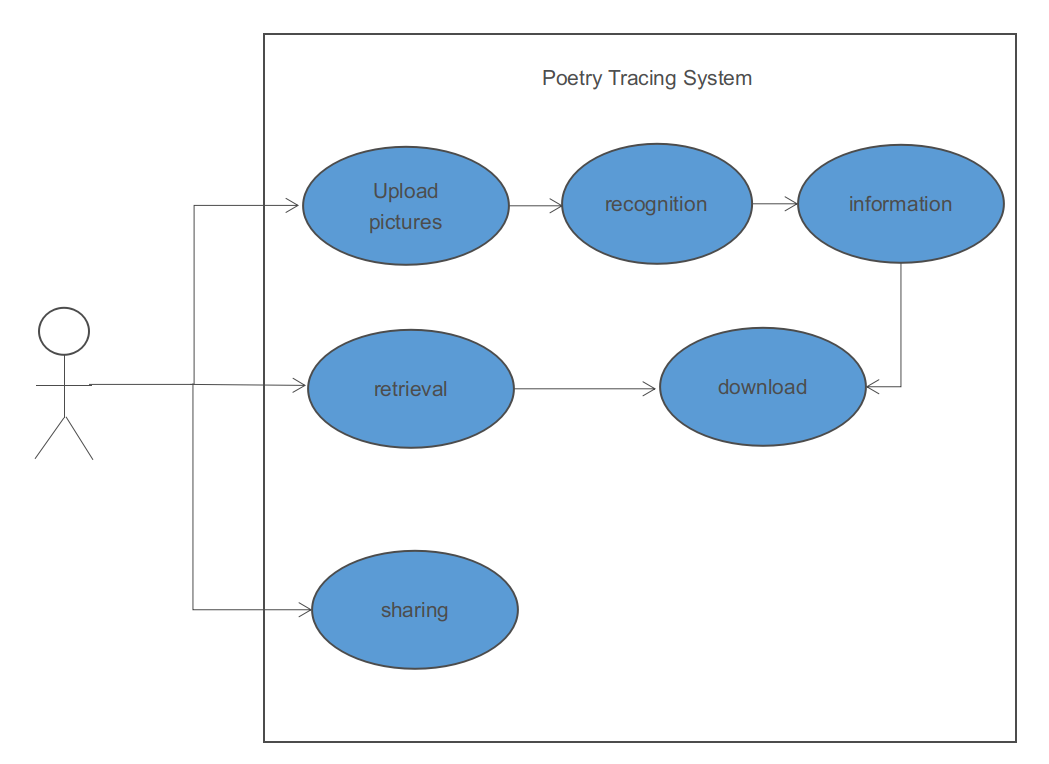 Poetry Tracing System
Upload
pictures
recognition
information
retrieval
download
sharing